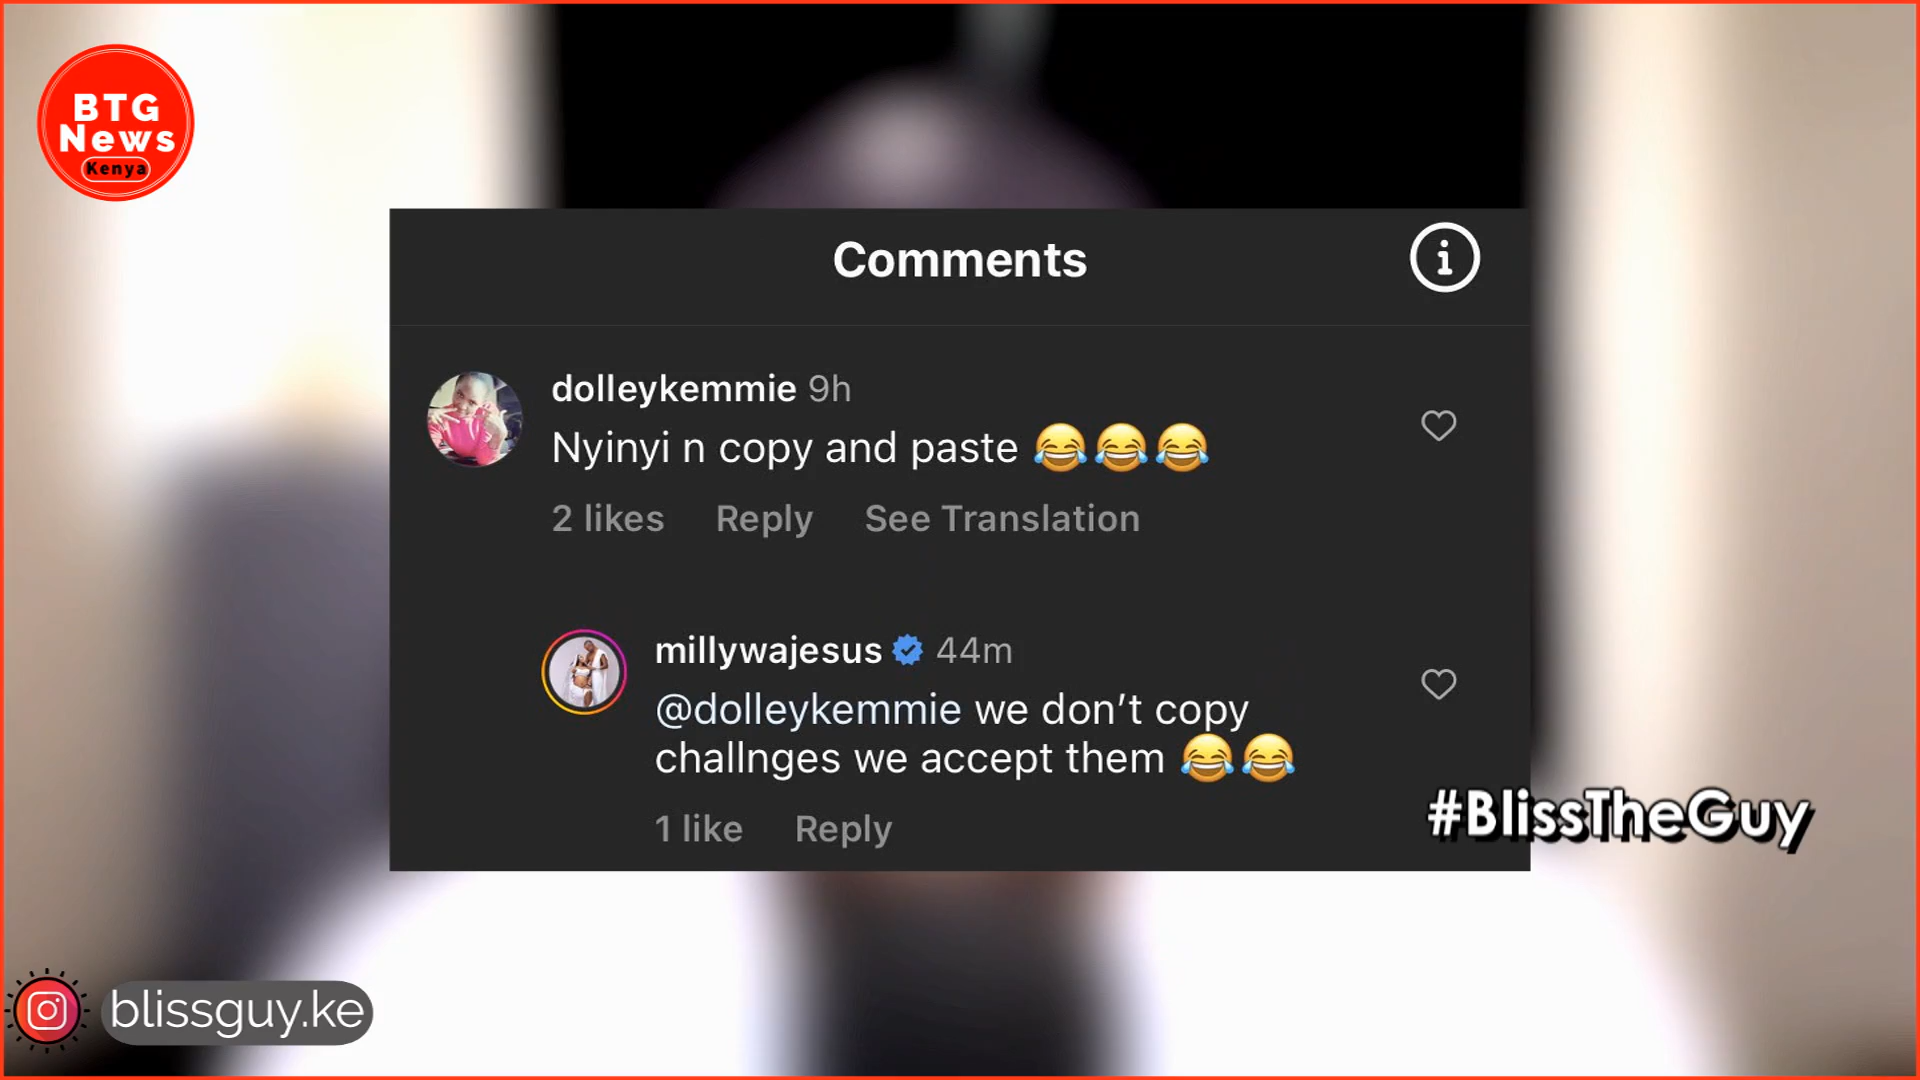 BTG
News
Kenya
Comments
dolleykemmie 9h
Nyinyi n copy and paste 😂😂😂
2 likes Reply See Translation
millywajesus 44m
@dolleykemmie we don’t copy
challnges we accept them 😂😂
1 like Reply
#BlissTheGuy
blissguy.ke